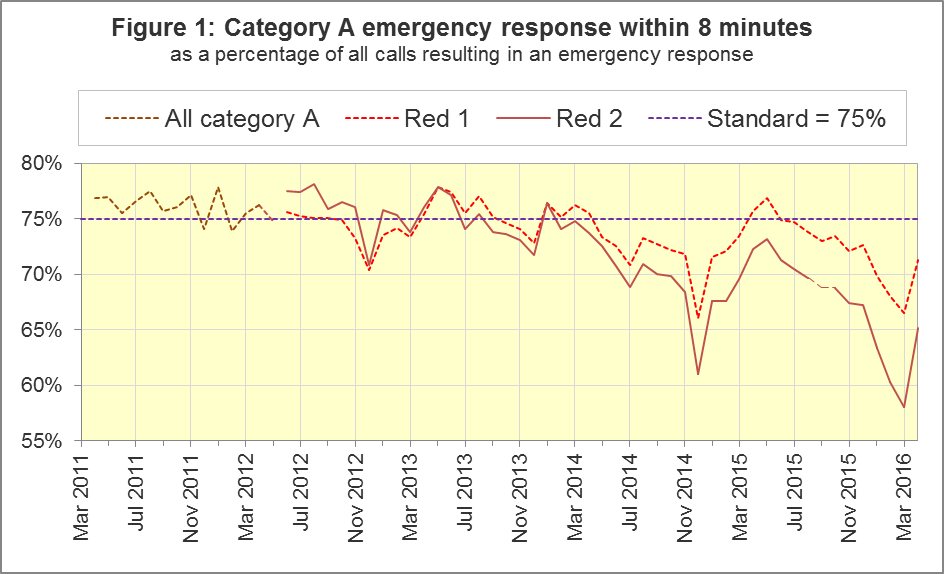 Figure 1: Category A emergency response within 8 minutes
as a percentage of all calls resulting in an emergency response
All category A Red 1 Red 2 Standard = 75%
80%
75%
70%
65%
60%
55%
Mar 2011
Jul 2011
Nov 2011
Mar 2012
Jul 2012
Nov 2012
Mar 2013
Jul 2013
Nov 2013
Mar 2014
Jul 2014
Nov 2014
Mar 2015
Jul 2015
Nov 2015
Mar 2016